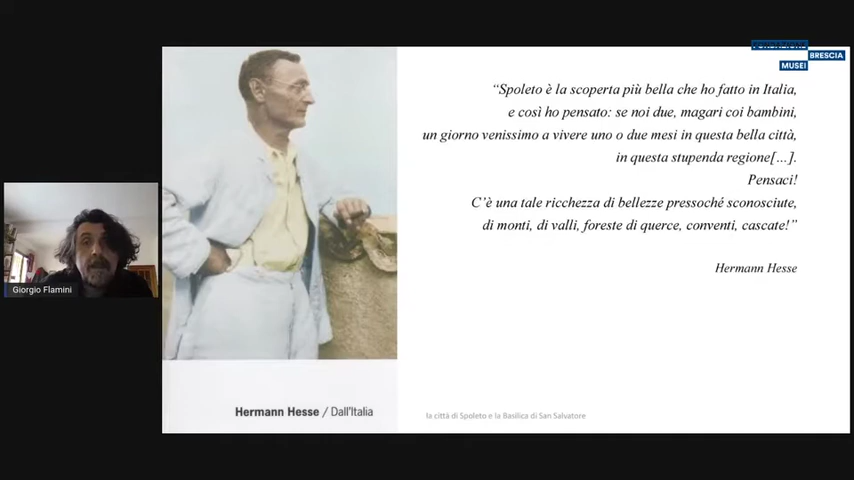 FONDAZIONE
BRESCIA
MUSEI
“Spoleto è la scoperta più bella che ho fatto in Italia,
e così ho pensato: se noi due, magari coi bambini,
un giorno venissimo a vivere uno o due mesi in questa bella città,
in questa stupenda regione[…].
Pensaci!
C’è una tale ricchezza di bellezze pressoché sconosciute,
di monti, di valli, foreste di querce, conventi, cascate!”
Hermann Hesse
Giorgio Flamini
Hermann Hesse / Dall'Italia
la città di Spoleto e la Basilica di San Salvatore